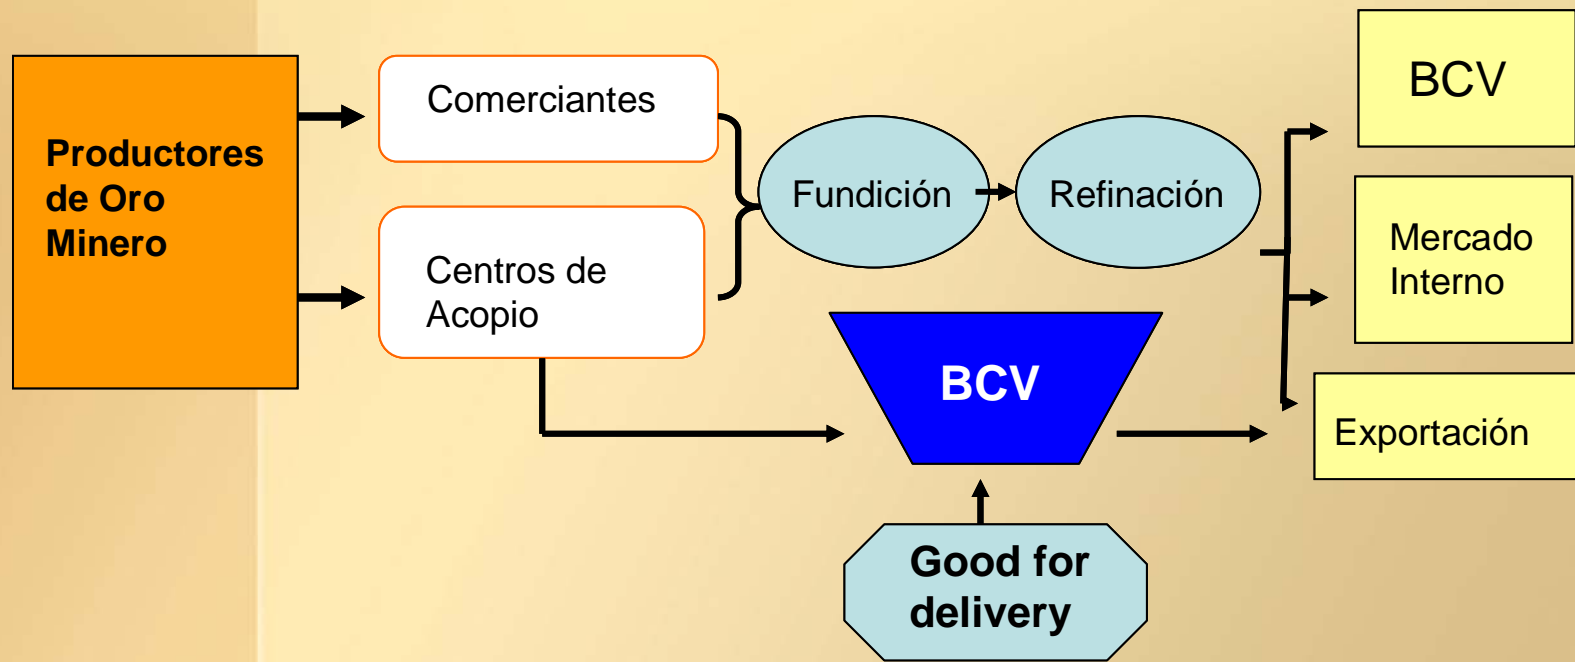 Productores
de Oro
Minero
Comerciantes
Centros de
Acopio
Fundición
Refinación
BCV
Mercado
Interno
Exportación
BCV
Good for
delivery